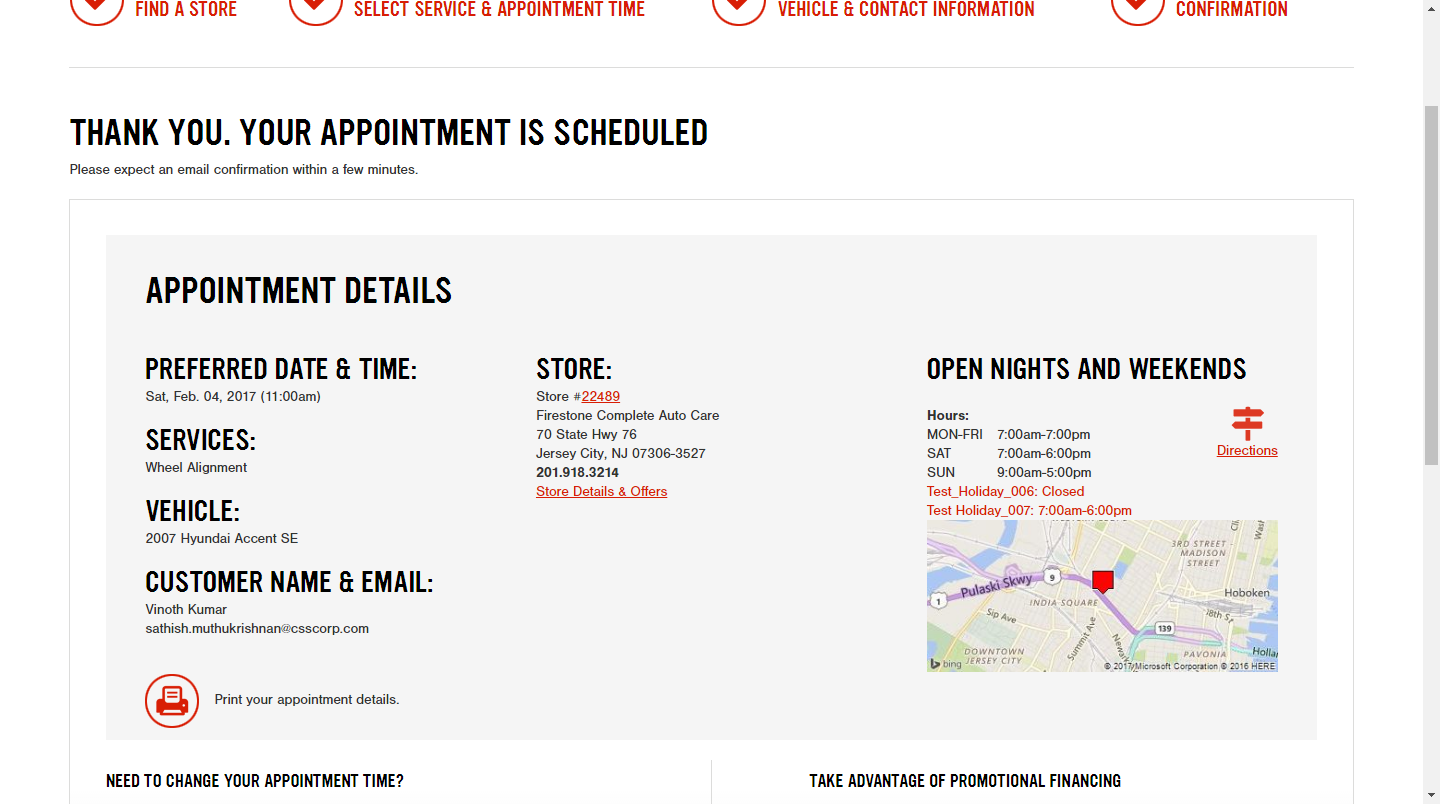 FIND A STORE
SELECT SERVICE & APPOINTMENT TIME
VEHICLE & CONTACT INFORMATION
CONFIRMATION
THANK YOU. YOUR APPOINTMENT IS SCHEDULED
Please expect an email confirmation within a few minutes.
APPOINTMENT DETAILS
PREFERRED DATE & TIME:
Sat, Feb. 04, 2017 (11:00am)
SERVICES:
Wheel Alignment
VEHICLE:
2007 Hyundai Accent SE
CUSTOMER NAME & EMAIL:
Vinoth Kumar
sathish.muthukrishnan@csscorp.com
Print your appointment details.
STORE:
Store #22489
Firestone Complete Auto Care
70 State Hwy 76
Jersey City, NJ 07306-3527
201.918.3214
Store Details & Offers
OPEN NIGHTS AND WEEKENDS
Hours:
MON-FRI 7:00am-7:00pm
SAT 7:00am-6:00pm
SUN 9:00am-5:00pm
Directions
Test_Holiday_006: Closed
Test Holiday_007: 7:00am-6:00pm
3RD STREET -
MADISON
STREET
Pulaski Skwy
9
1
INDIA SQUARE
Hoboken
Sip Ave
18th S
139
Summit Ave
Newark
DOWNTOWN
JERSEY CITY
PAVONIA
Holla
bing
© 2017 Microsoft Corporation © 2016 HERE
NEED TO CHANGE YOUR APPOINTMENT TIME?
TAKE ADVANTAGE OF PROMOTIONAL FINANCING